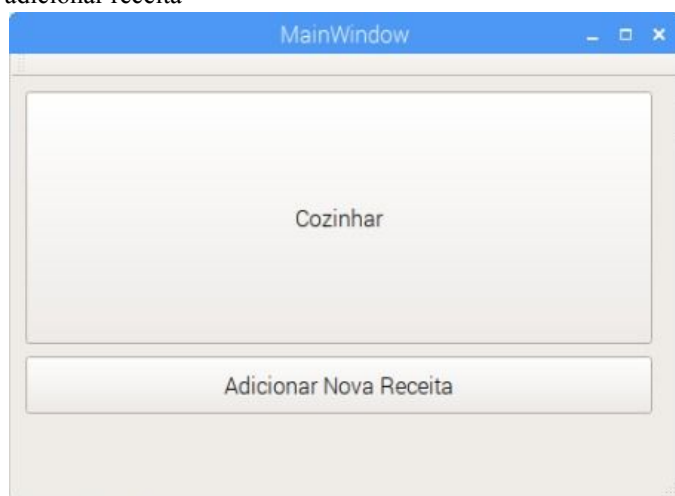 adicionar receita
MainWindow
Cozinhar
Adicionar Nova Receita